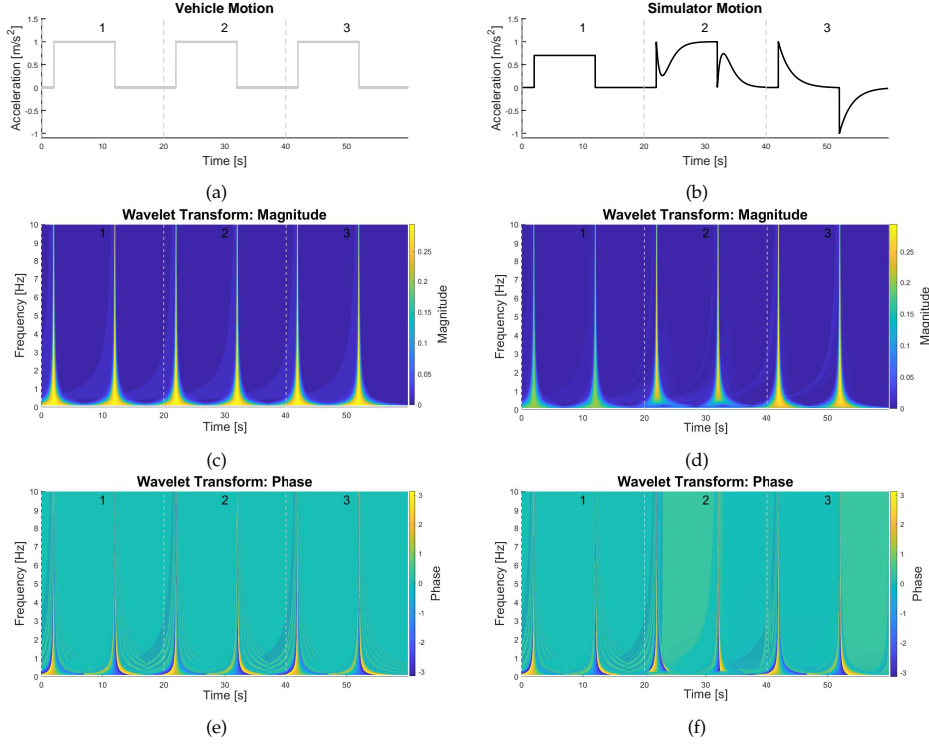 Vehicle Motion
1.5
1
0.5
0
-0.5
-1
1 2 3
0 10 20 30 40 50
Acceleration [m/s²]
Time [s]
(a)
Simulator Motion
1.5
1
0.5
0
-0.5
-1
1 2 3
0 10 20 30 40 50
Acceleration [m/s²]
Time [s]
(b)
Wavelet Transform: Magnitude
10
9
8
7
6
5
4
3
2
1
0
1 2 3
0 10 20 30 40 50
Frequency [Hz]
Time [s]
0.25
0.2
0.15
0.1
0.05
0
Magnitude
(c)
Wavelet Transform: Magnitude
10
9
8
7
6
5
4
3
2
1
0
1 2 3
0 10 20 30 40 50
Frequency [Hz]
Time [s]
0.25
0.2
0.15
0.1
0.05
0
Magnitude
(d)
Wavelet Transform: Phase
10
9
8
7
6
5
4
3
2
1
0
1 2 3
0 10 20 30 40 50
Frequency [Hz]
Time [s]
3
2
1
0
-1
-2
-3
Phase
(e)
Wavelet Transform: Phase
10
9
8
7
6
5
4
3
2
1
0
1 2 3
0 10 20 30 40 50
Frequency [Hz]
Time [s]
3
2
1
0
-1
-2
-3
Phase
(f)